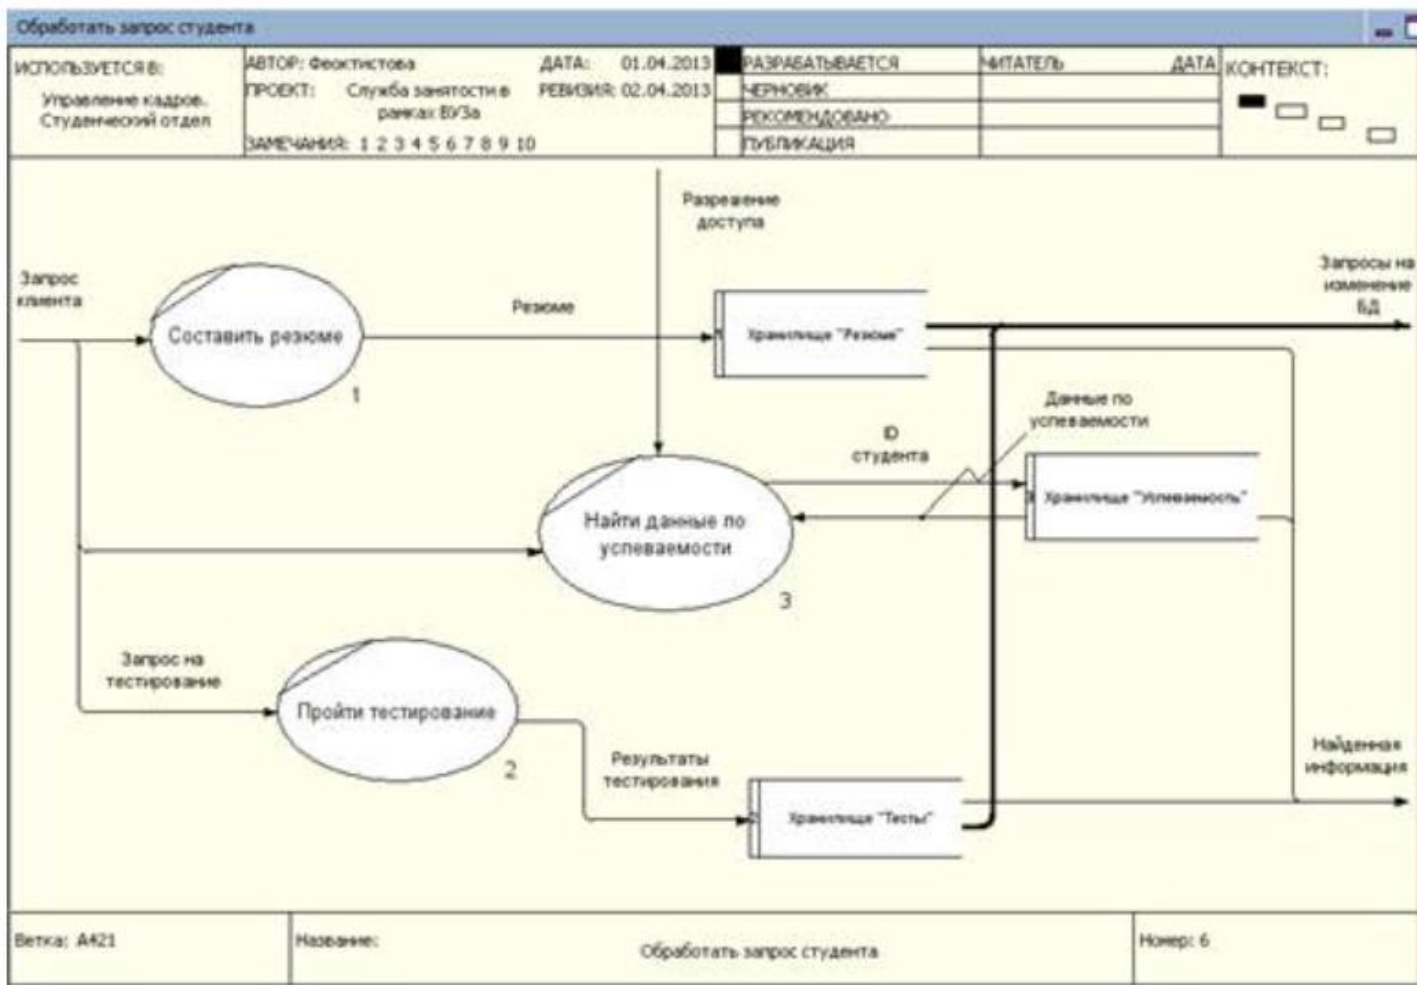 Обработать запрос студента
ИСПОЛЬЗУЕТСЯ В:
Управление кадров.
Студенческий отдел
АВТОР: Феоктистова
ДАТА: 01.04.2013
ПРОЕКТ: Служба занятости в
рамках ВУЗа
РЕВИЗИЯ: 02.04.2013
ЗАМЕЧАНИЯ: 1 2 3 4 5 6 7 8 9 10
РАЗРАБАТЫВАЕТСЯ
ЧЕРНОВИК
РЕКОМЕНДОВАНО
ПУБЛИКАЦИЯ
ЧИТАТЕЛЬ
ДАТА
КОНТЕКСТ:
Разрешение
доступа
Запрос
клиента
Составить резюме
1
Резюме
1
Хранилище "Резюме"
Запросы на
изменение
БД
Данные по
успеваемости
ID
студента
Найти данные по
успеваемости
3
3
Хранилище "Успеваемость"
Запрос на
тестирование
Пройти тестирование
2
Результаты
тестирования
2
Хранилище "Тесты"
Найденная
информация
Ветка: A421
Название:
Обработать запрос студента
Номер: 6